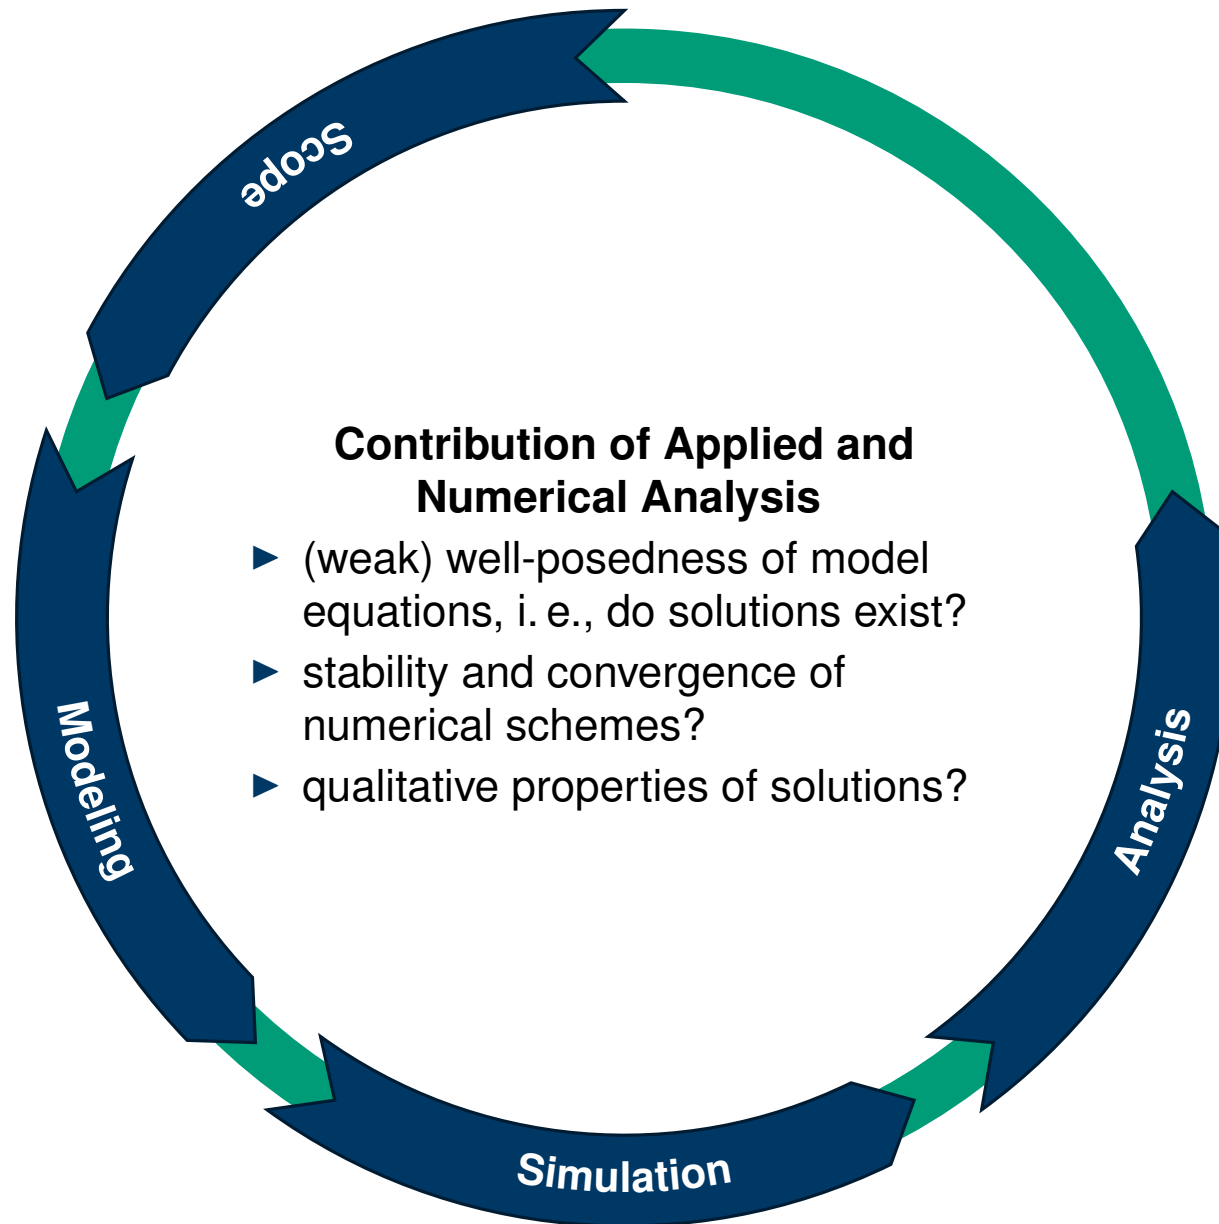 Scope
Contribution of Applied and
Numerical Analysis
▶ (weak) well-posedness of model
equations, i. e., do solutions exist?
▶ stability and convergence of
numerical schemes?
▶ qualitative properties of solutions?
Modeling
Analysis
Simulation